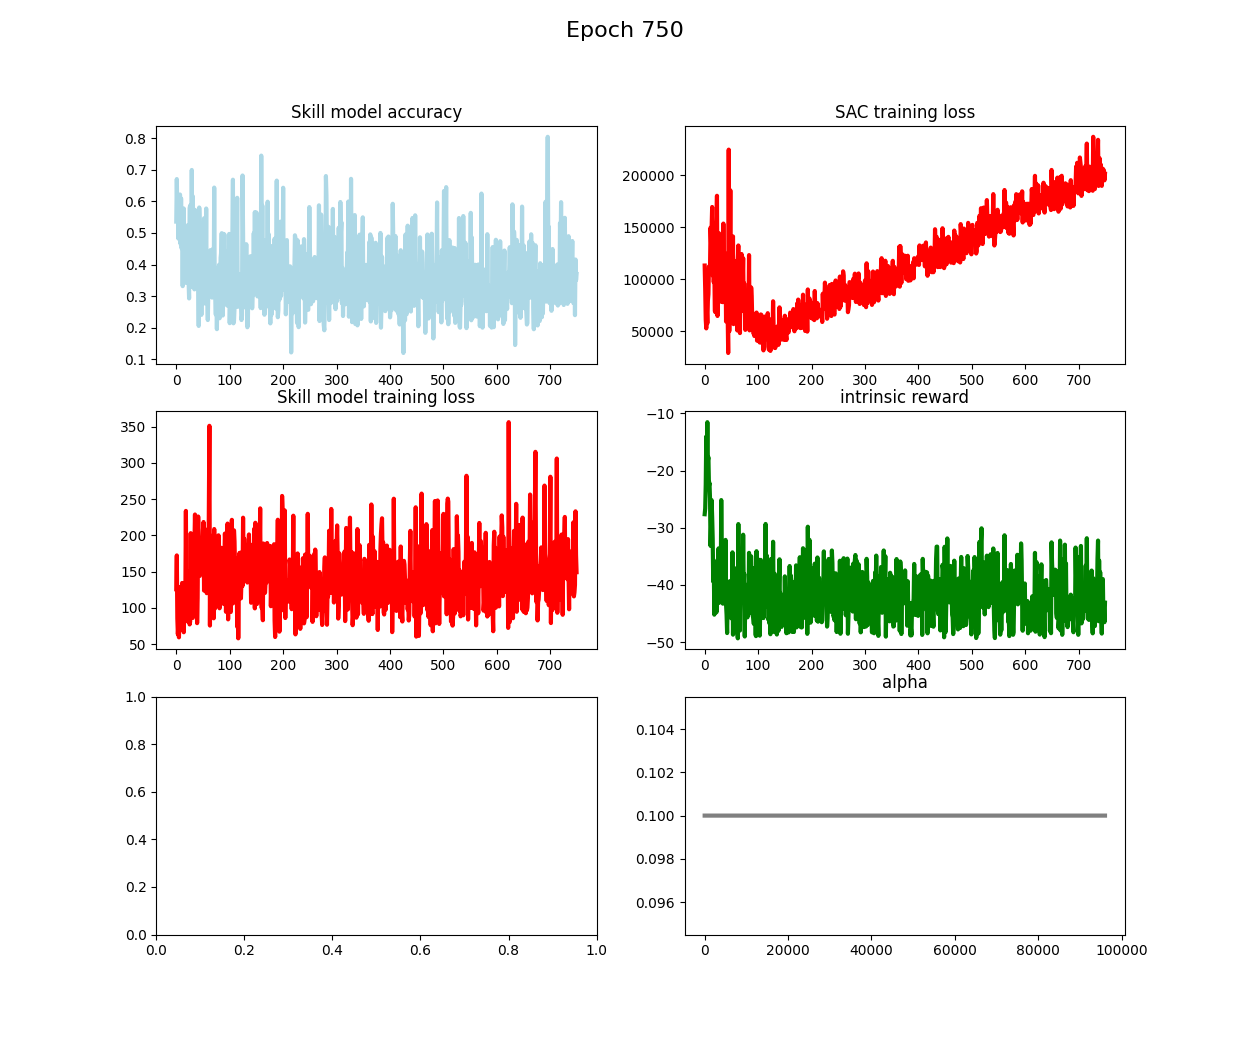 Epoch 750
Skill model accuracy
0.8
0.7
0.6
0.5
0.4
0.3
0.2
0.1
0 100 200 300 400 500 600 700
SAC training loss
200000
150000
100000
50000
0 100 200 300 400 500 600 700
Skill model training loss
350
300
250
200
150
100
50
0 100 200 300 400 500 600 700
intrinsic reward
−10
−20
−30
−40
−50
0 100 200 300 400 500 600 700
1.0
0.8
0.6
0.4
0.2
0.0
0.0 0.2 0.4 0.6 0.8 1.0
alpha
0.104
0.102
0.100
0.098
0.096
0 20000 40000 60000 80000 100000